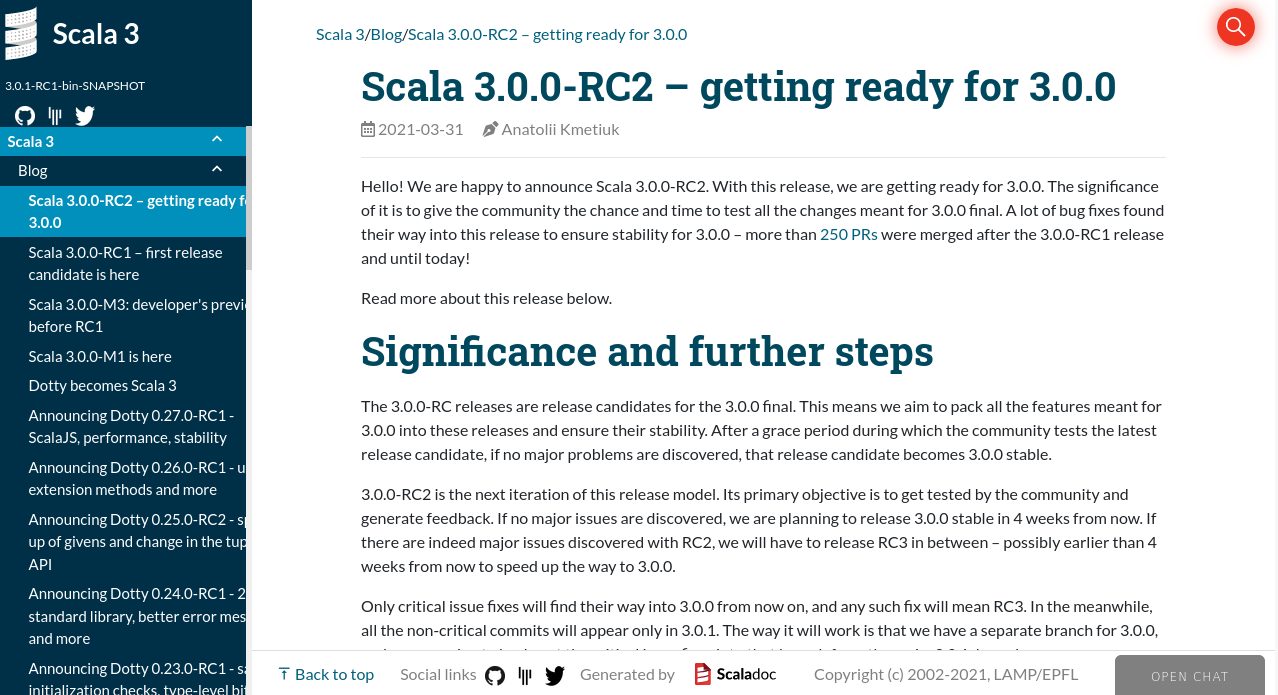 Scala 3
3.0.1-RC1-bin-SNAPSHOT
Scala 3
Blog
Scala 3.0.0-RC2 – getting ready
3.0.0
Scala 3.0.0-RC1 – first release
candidate is here
Scala 3.0.0-M3: developer's
before RC1
Scala 3.0.0-M1 is here
Dotty becomes Scala 3
Announcing Dotty 0.27.0-RC1 -
ScalaJS, performance, stability
Announcing Dotty 0.26.0-RC1 -
extension methods and more
Announcing Dotty 0.25.0-RC2 -
up of givens and change in the
API
Announcing Dotty 0.24.0-RC1 -
standard library, better error
and more
Announcing Dotty 0.23.0-RC1 -
initialization checks, type-level
Scala 3/Blog/Scala 3.0.0-RC2 – getting ready for 3.0.0
Scala 3.0.0-RC2 – getting ready for 3.0.0
2021-03-31 Anatolii Kmetiuk
Hello! We are happy to announce Scala 3.0.0-RC2. With this release, we are getting ready for 3.0.0. The significance
of it is to give the community the chance and time to test all the changes meant for 3.0.0 final. A lot of bug fixes found
their way into this release to ensure stability for 3.0.0 – more than 250 PRs were merged after the 3.0.0-RC1 release
and until today!
Read more about this release below.
Significance and further steps
The 3.0.0-RC releases are release candidates for the 3.0.0 final. This means we aim to pack all the features meant for
3.0.0 into these releases and ensure their stability. After a grace period during which the community tests the latest
release candidate, if no major problems are discovered, that release candidate becomes 3.0.0 stable.
3.0.0-RC2 is the next iteration of this release model. Its primary objective is to get tested by the community and
generate feedback. If no major issues are discovered, we are planning to release 3.0.0 stable in 4 weeks from now. If
there are indeed major issues discovered with RC2, we will have to release RC3 in between – possibly earlier than 4
weeks from now to speed up the way to 3.0.0.
Only critical issue fixes will find their way into 3.0.0 from now on, and any such fix will mean RC3. In the meanwhile,
all the non-critical commits will appear only in 3.0.1. The way it will work is that we have a separate branch for 3.0.0,
Back to top Social links Generated by Scaladoc Copyright (c) 2002-2021, LAMP/EPFL
OPEN CHAT